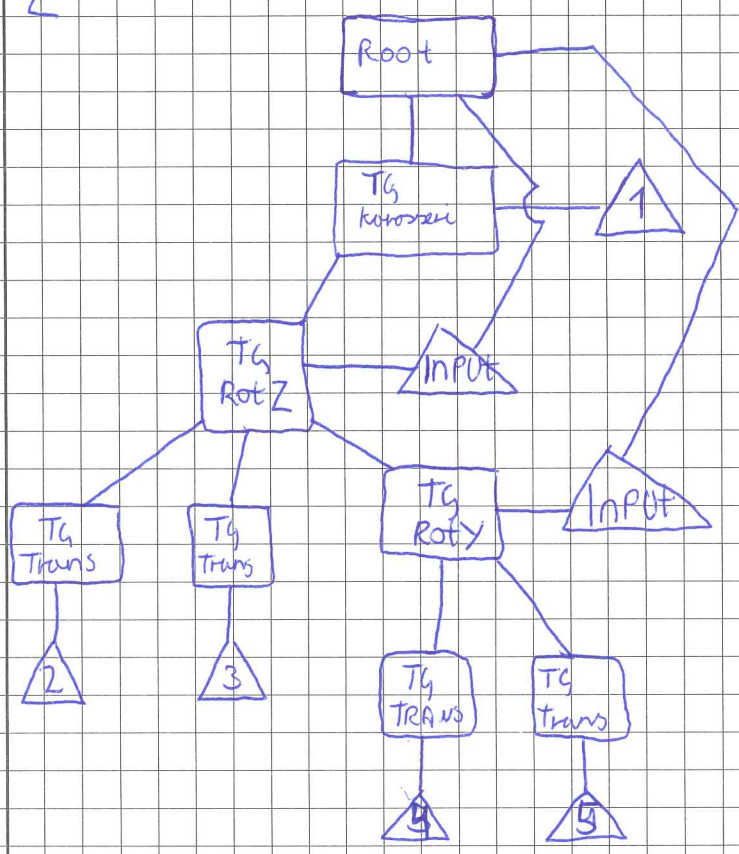 Root
TG
Karosserie
1
TG
Rot Z
InPUt
TG
Trans
TG
Trans
TG
RotY
InPUt
2
3
TG
TRANS
TG
trans
4
5